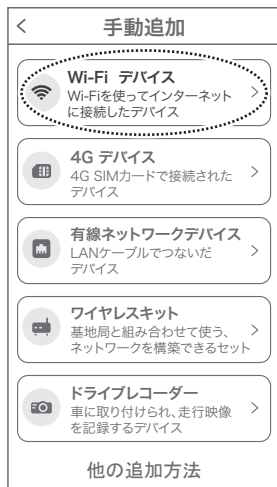 手動追加
Wi-Fi デバイス
Wi-Fiを使ってインターネット
に接続したデバイス
4G デバイス
4G SIMカードで接続された
デバイス
有線ネットワークデバイス
LANケーブルでつないだ
デバイス
ワイヤレスキット
基地局と組み合わせて使う、
ネットワークを構築できるセット
ドライブレコーダー
車に取り付けられ、走行映像
を記録するデバイス
他の追加方法